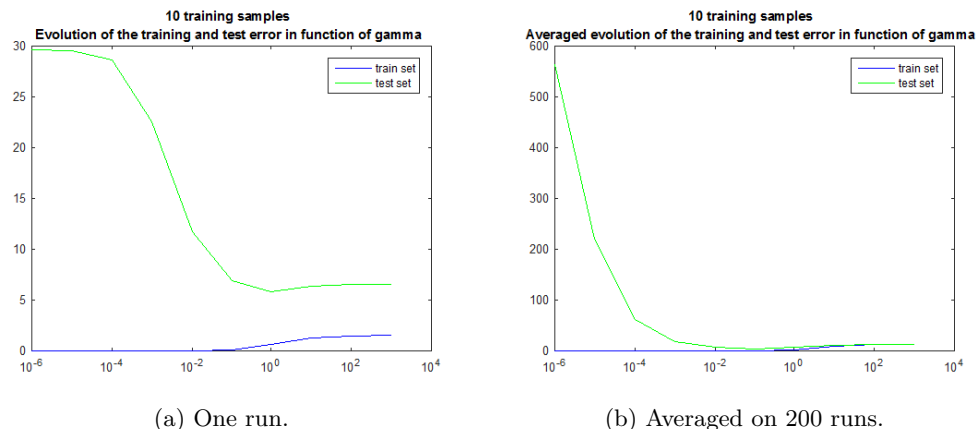 10 training samples
Evolution of the training and test error in function of gamma
30
25
20
15
10
5
0
10^-6
10^-4
10^-2
10^0
10^2
10^4
train set
test set
(a) One run.
10 training samples
Averaged evolution of the training and test error in function of gamma
600
500
400
300
200
100
0
10^-6
10^-4
10^-2
10^0
10^2
10^4
train set
test set
(b) Averaged on 200 runs.